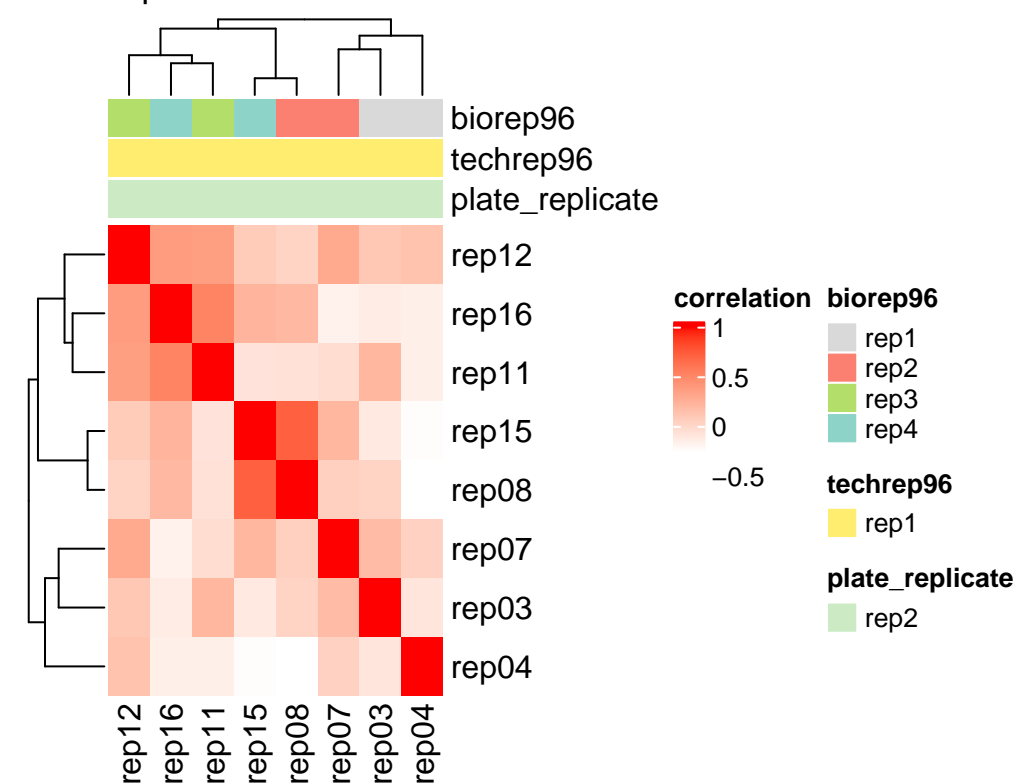 biorep96
techrep96
plate_replicate
rep12
rep16
rep11
rep15
rep08
rep07
rep03
rep04
rep12
rep16
rep11
rep15
rep08
rep07
rep03
rep04
correlation
1
0.5
0
−0.5
biorep96
rep1
rep2
rep3
rep4
techrep96
rep1
plate_replicate
rep2